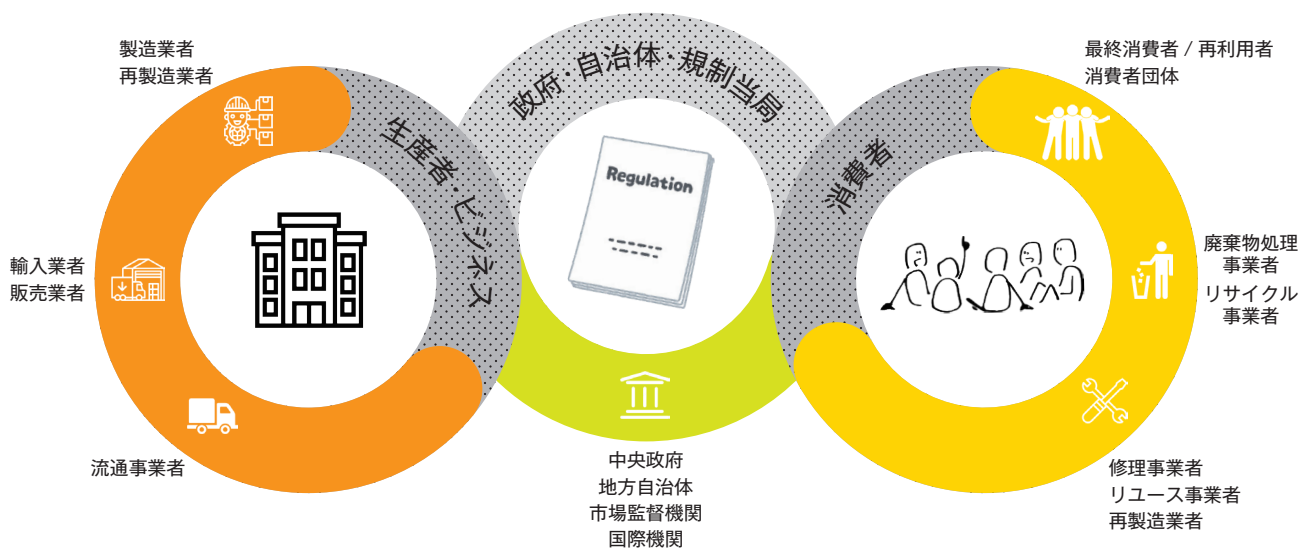 製造業者
再製造業者
生産者・ビジネス
輸入業者
販売業者
流通事業者
政府・自治体・規制当局
Regulation
中央政府
地方自治体
市場監督機関
国際機関
消費者
最終消費者 / 再利用者
消費者団体
廃棄物処理
事業者
リサイクル
事業者
修理事業者
リユース事業者
再製造業者